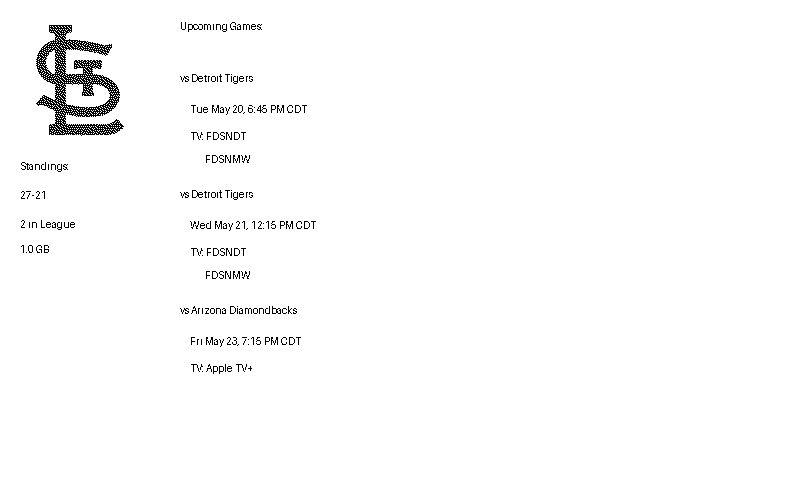 STL
Standings:
27-21
2 in League
1.0 GB
Upcoming Games:
vs Detroit Tigers
Tue May 20, 6:45 PM CDT
TV: FDSNDT
FDSNMW
vs Detroit Tigers
Wed May 21, 12:15 PM CDT
TV: FDSNDT
FDSNMW
vs Arizona Diamondbacks
Fri May 23, 7:15 PM CDT
TV: Apple TV+